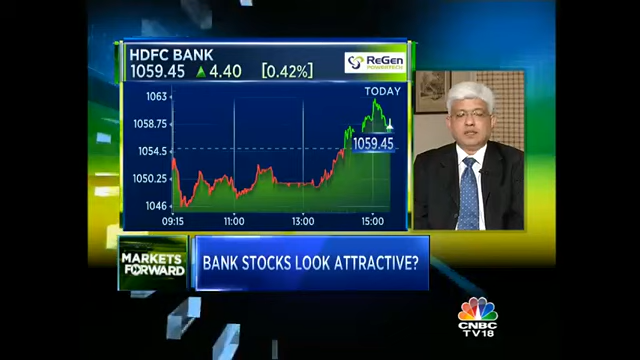 HDFC BANK
1059.45 ▲ 4.40 [0.42%]
ReGen
POWERTECH
TODAY
1063
1058.75
1054.5
1050.25
1046
1059.45
09:15 11:00 13:00 15:00
MARKETS
FORWARD
BANK STOCKS LOOK ATTRACTIVE?
CNBC
TV18